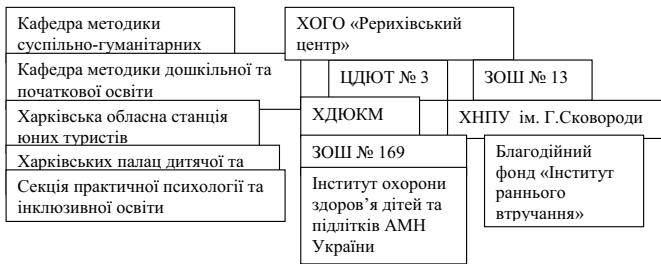 Кафедра методики
суспільно-гуманітарних
Кафедра методики дошкільної та
початкової освіти
Харківська обласна станція
юних туристів
Харківських палац дитячої та
Секція практичної психології та
інклюзивної освіти
ХОГО «Рерихівський
центр»
ЦДЮТ № 3
ЗОШ № 13
ХДЮКМ
ХНПУ ім. Г.Сковороди
ЗОШ № 169
Інститут охорони
здоров’я дітей та
підлітків АМН
України
Благодійний
фонд «Інститут
раннього
втручання»